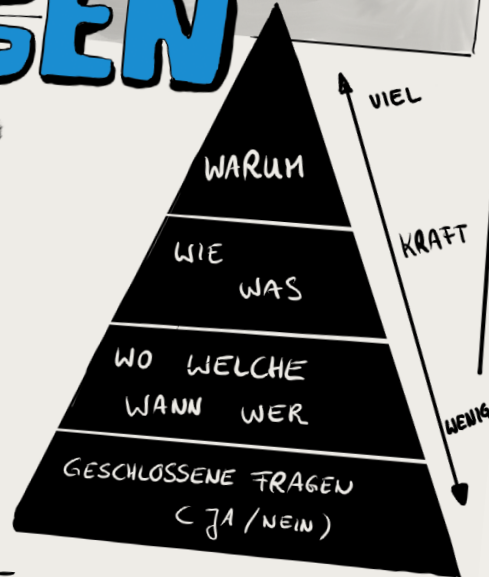 GEN
WARUM
WIE
WAS
WO WELCHE
WANN WER
GESCHLOSSENE FRAGEN
(JA/NEIN)
VIEL
KRAFT
WENIG